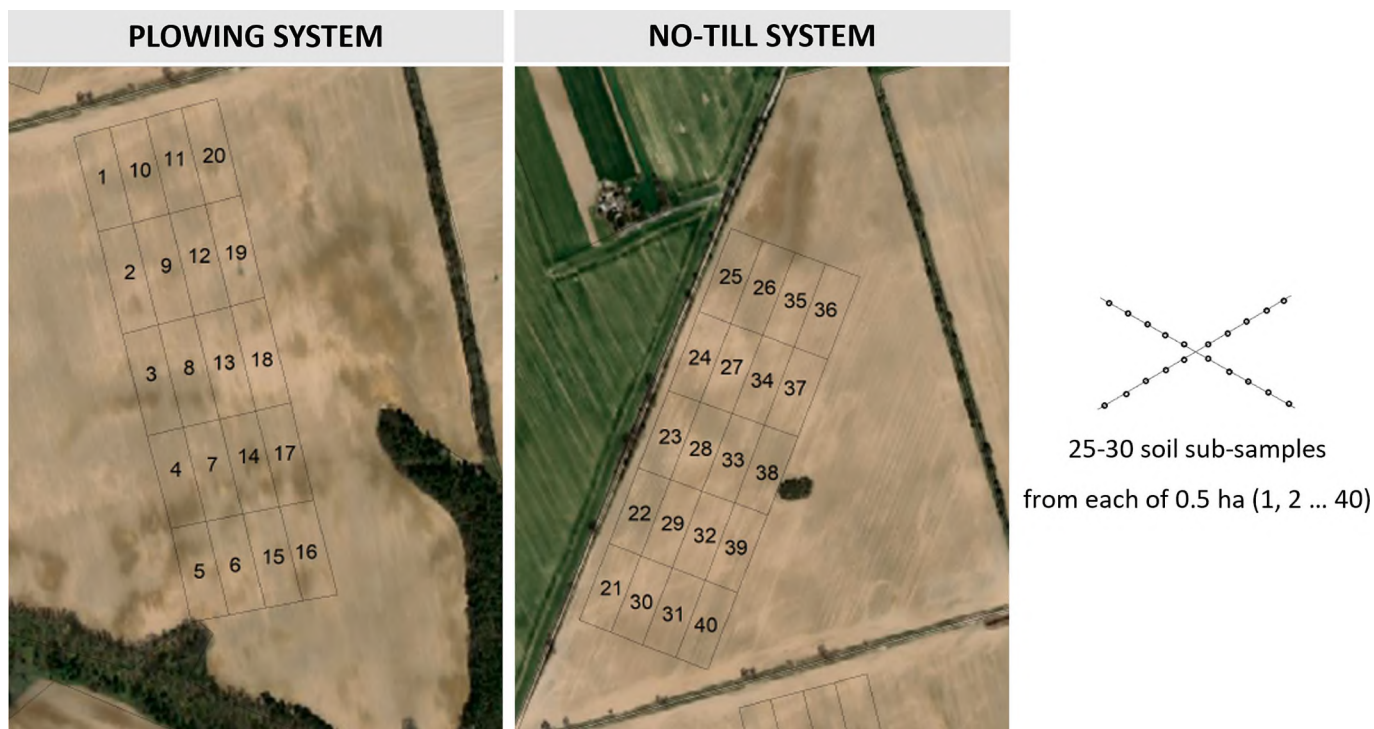 PLOWING SYSTEM
NO-TILL SYSTEM
1 10 11 20
2 9 12 19
3 8 13 18
4 7 14 17
5 6 15 16
25 26 35 36
24 27 34 37
23 28 33 38
22 29 32 39
21 30 31 40
25-30 soil sub-samples
from each of 0.5 ha (1, 2 ... 40)